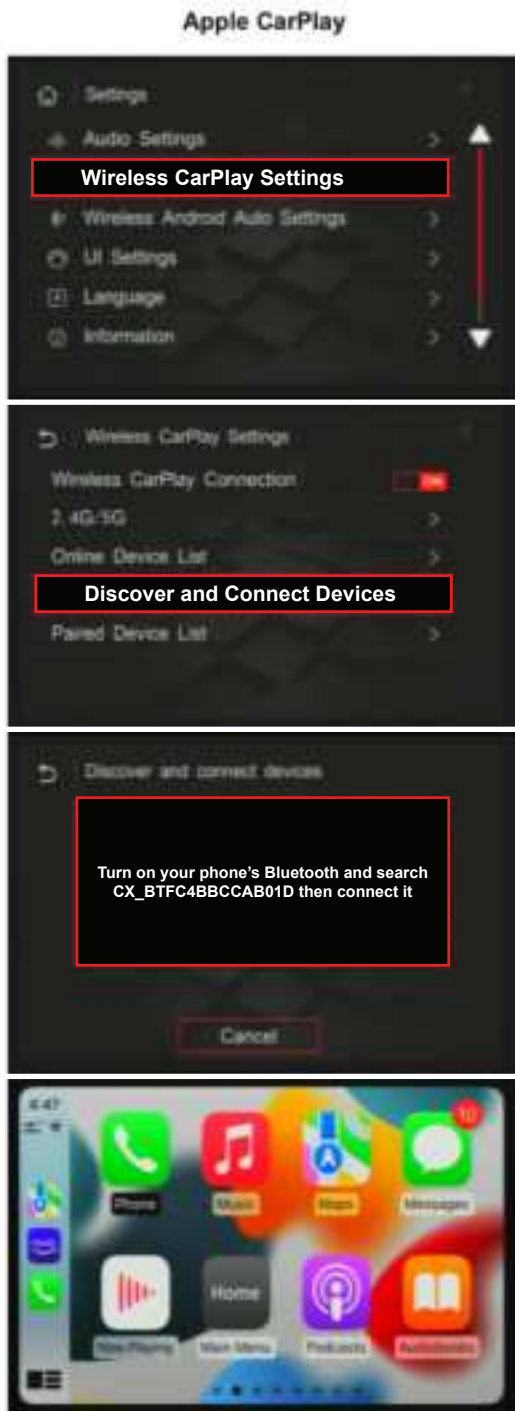 Apple CarPlay
Settings
Audio Settings
Wireless CarPlay Settings
Wireless Android Auto Settings
UI Settings
Language
Information
Wireless CarPlay Settings
Wireless CarPlay Connection
ON
2.4G/5G
Online Device List
Discover and Connect Devices
Paired Device List
Discover and connect devices
Turn on your phone’s Bluetooth and search
CX_BTFC4BBCCAB01D then connect it
Cancel
4:47
10
Phone
Music
Maps
Messages
Home
Now Playing
Main Menu
Podcasts
Audiobooks